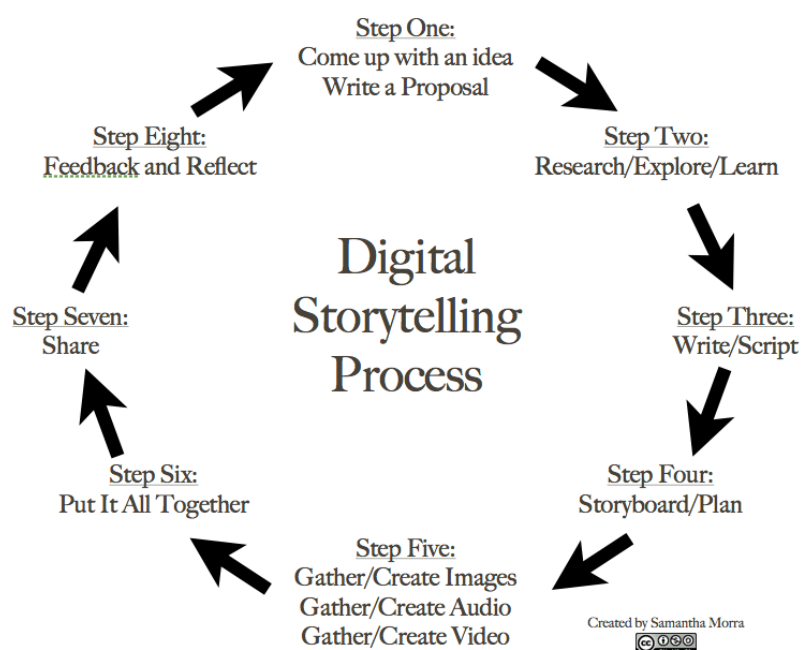 Step One:
Come up with an idea
Write a Proposal
Step Two:
Research/Explore/Learn
Step Three:
Write/Script
Step Four:
Storyboard/Plan
Step Five:
Gather/Create Images
Gather/Create Audio
Gather/Create Video
Step Six:
Put It All Together
Step Seven:
Share
Step Eight:
Feedback and Reflect
Digital
Storytelling
Process
Created by Samantha Morra
cc